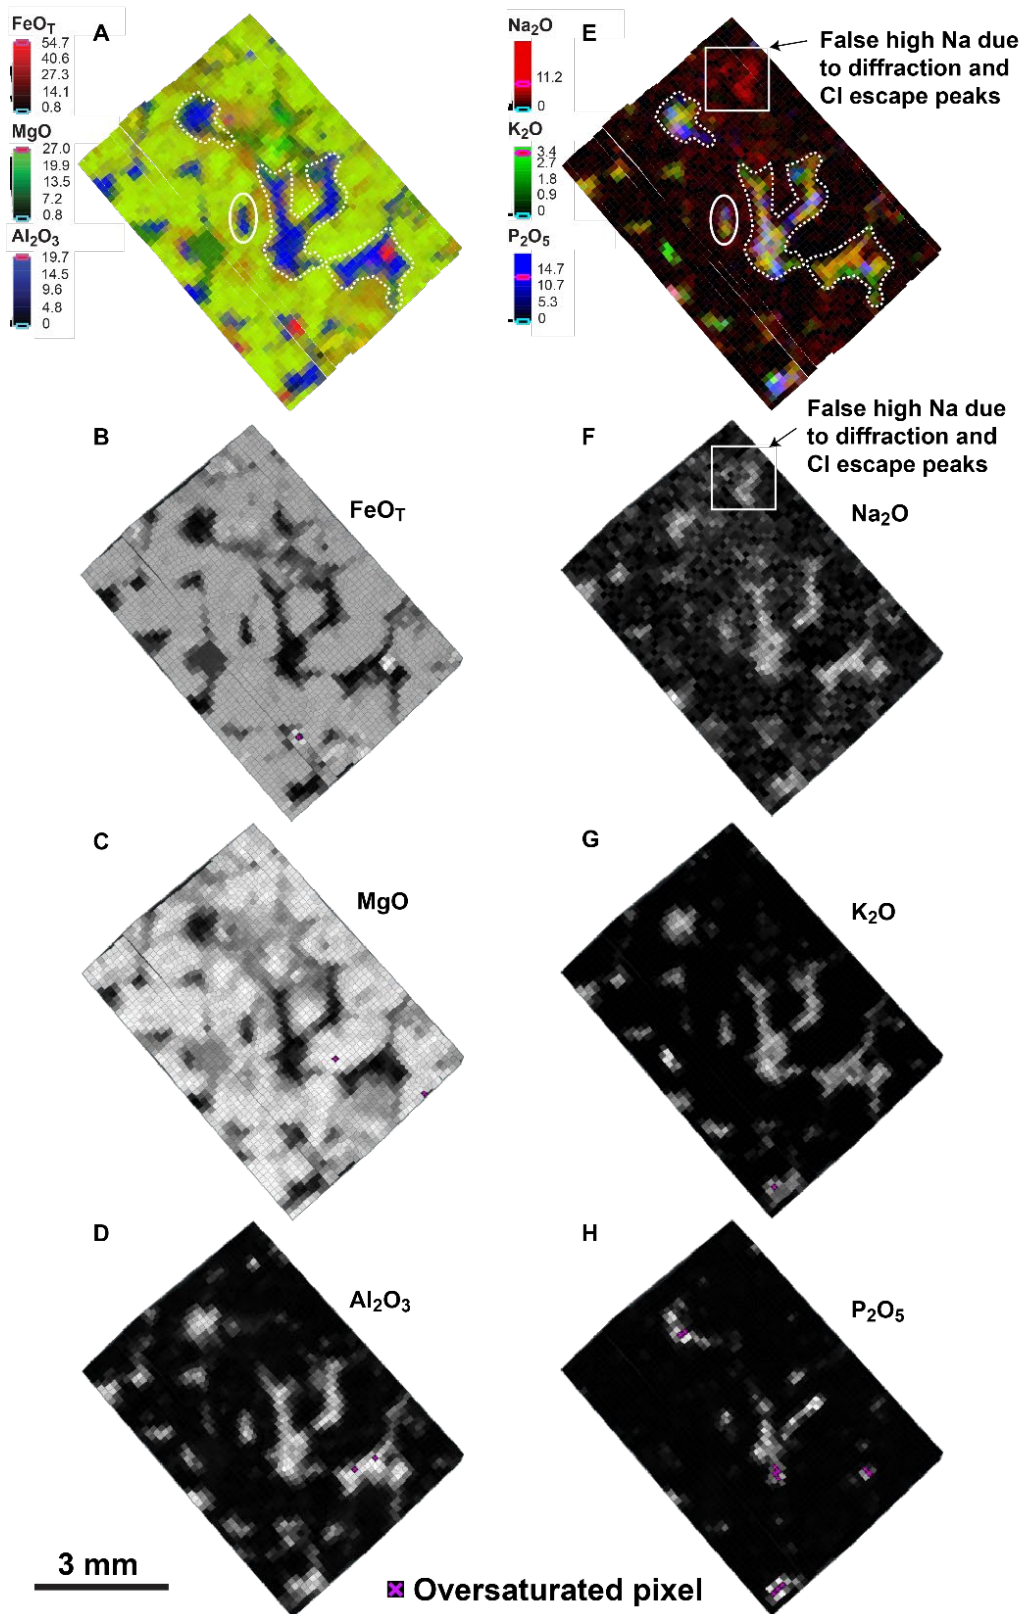 FeOT
A
54.7
40.6
27.3
14.1
0.8
MgO
27.0
19.9
13.5
7.2
0.8
Al2O3
19.7
14.6
9.6
4.8
0
Na2O
E
11.2
0
K2O
3.4
2.7
1.8
0.9
0
P2O5
14.7
10.7
5.3
0
False high Na due
to diffraction and
Cl escape peaks
B
FeOT
F
False high Na due
to diffraction and
Cl escape peaks
Na2O
C
MgO
G
K2O
D
Al2O3
H
P2O5
3 mm
Oversaturated pixel